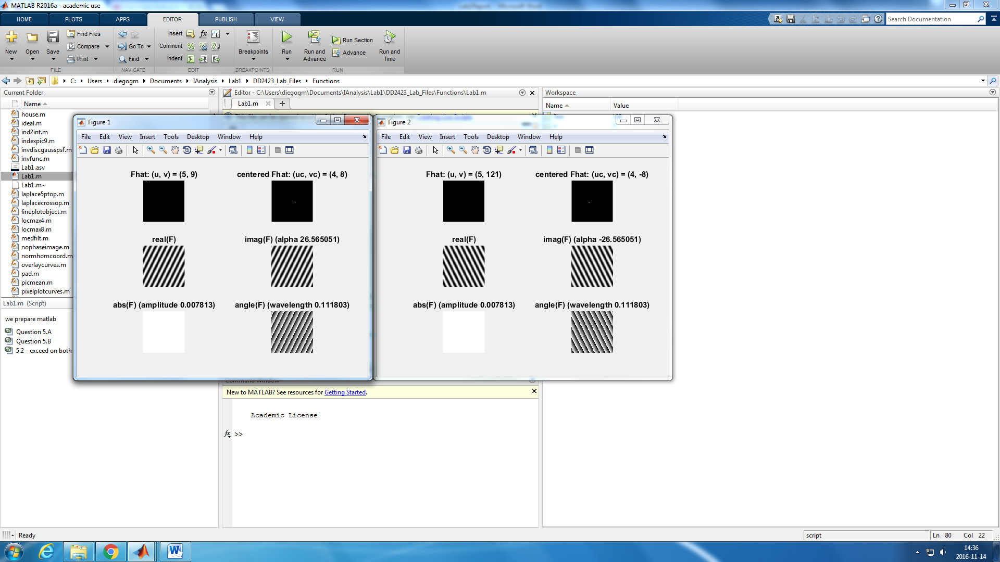 MATLAB R2016a - academic use
HOME PLOTS APPS EDITOR PUBLISH VIEW
Search Documentation
New Open Save Find Files Compare Print
Go To Find
Insert Comment Indent
fx
Breakpoints
Run Run and Advance Run Section Advance Run and Time
FILE NAVIGATE EDIT BREAKPOINTS RUN
C: Users diegogm Documents IAnalysis Lab1 DD2423_Lab_Files Functions
Current Folder
Name
house.m
ideal.m
ind2int.m
indexpic9.m
invdiscgausspsf.m
invfunc.m
Lab1.asv
Lab1.m
Lab1.m~
laplace5ptop.m
laplacecrossop.m
lineplotobject.m
locmax4.m
locmax8.m
medfilt.m
nophaseimage.m
normhomcoord.m
overlaycurves.m
pad.m
picmean.m
pixelplotcurves.m
Lab1.m (Script)
we prepare matlab
Question 5.A
Question 5.B
5.2 - exceed on both
Editor - C:\Users\diegogm\Documents\IAnalysis\Lab1\DD2423_Lab_Files\Functions\Lab1.m
Lab1.m
Workspace
Name Value
Figure 1
File Edit View Insert Tools Desktop Window Help
Fhat: (u, v) = (5, 9)
centered Fhat: (uc, vc) = (4, 8)
real(F)
imag(F) (alpha 26.565051)
abs(F) (amplitude 0.007813)
angle(F) (wavelength 0.111803)
Figure 2
File Edit View Insert Tools Desktop Window Help
Fhat: (u, v) = (5, 121)
centered Fhat: (uc, vc) = (4, -8)
real(F)
imag(F) (alpha -26.565051)
abs(F) (amplitude 0.007813)
angle(F) (wavelength 0.111803)
New to MATLAB? See resources for Getting Started.
Academic License
fx >>
Ready
script
Ln 80 Col 22
14:36
2016-11-14